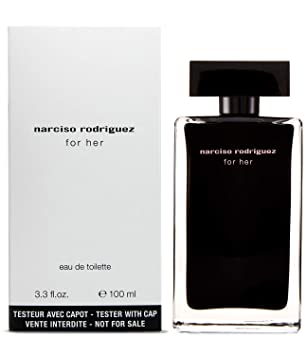 narciso rodriguez
for her
eau de toilette
3.3 fl.oz. ℮ 100 ml
TESTEUR AVEC CAPOT - TESTER WITH CAP
VENTE INTERDITE - NOT FOR SALE
narciso rodriguez
for her